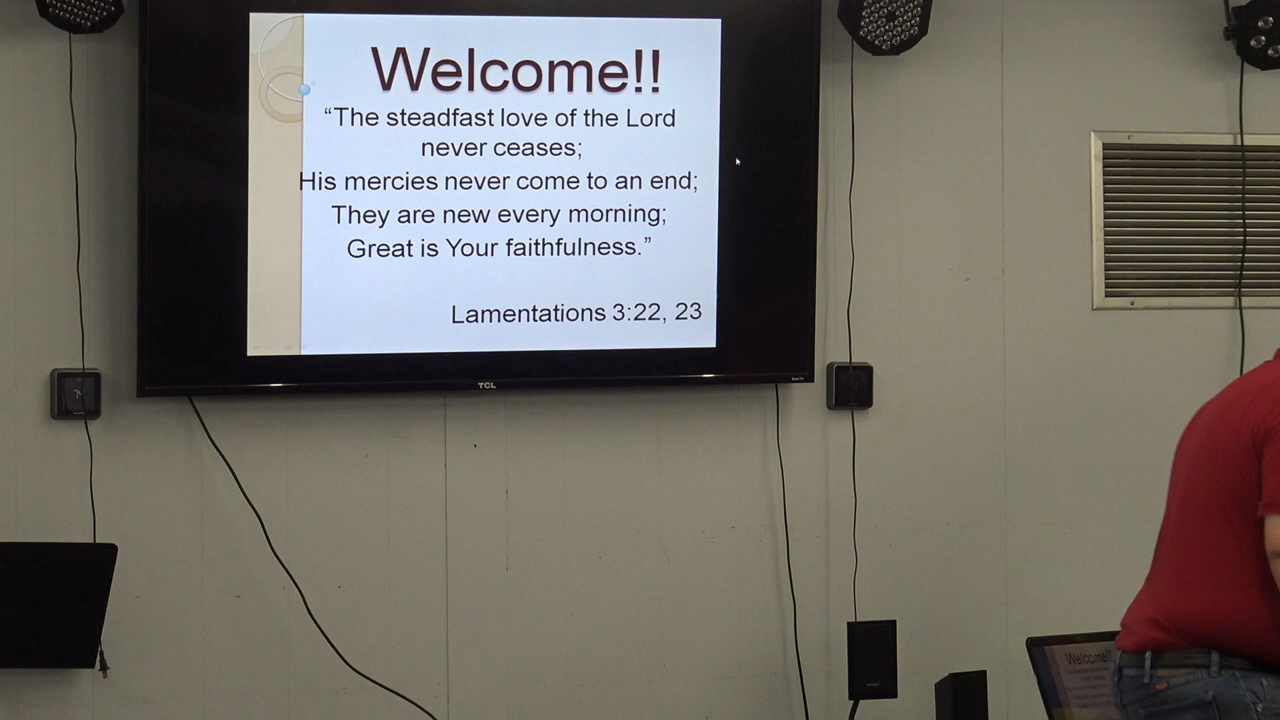 Welcome!!
“The steadfast love of the Lord
never ceases;
His mercies never come to an end;
They are new every morning;
Great is Your faithfulness.”
Lamentations 3:22, 23
TCL
Welcome!!